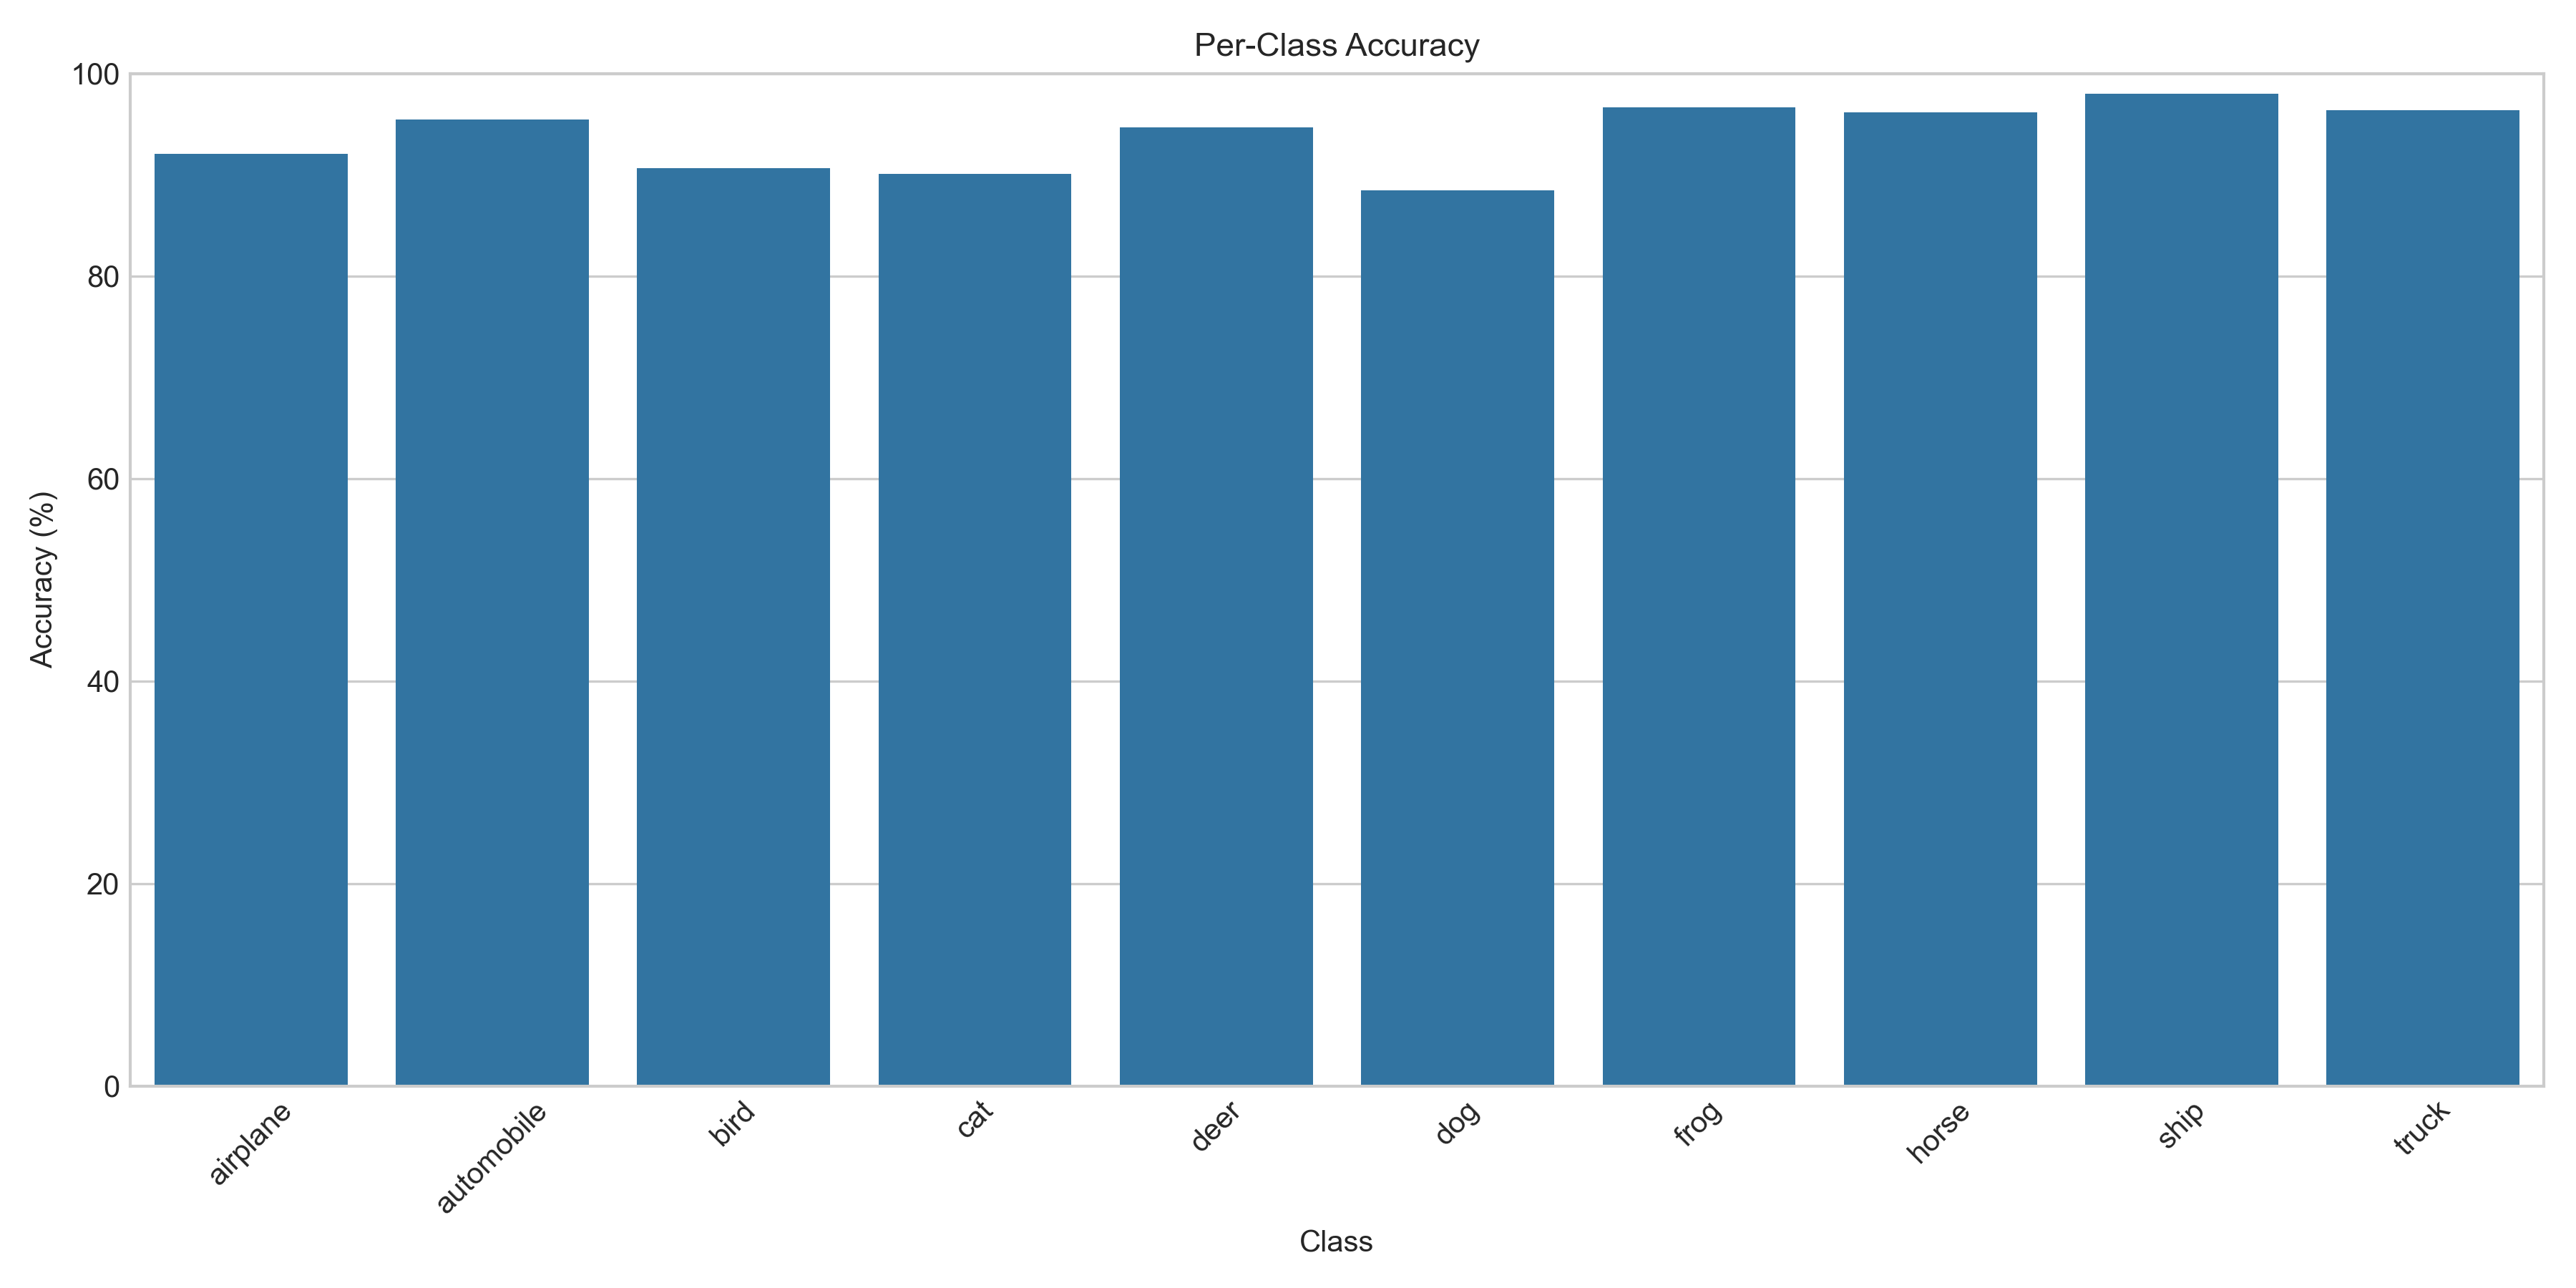 Per-Class Accuracy
100
80
60
40
20
0
Accuracy (%)
airplane
automobile
bird
cat
deer
dog
frog
horse
ship
truck
Class